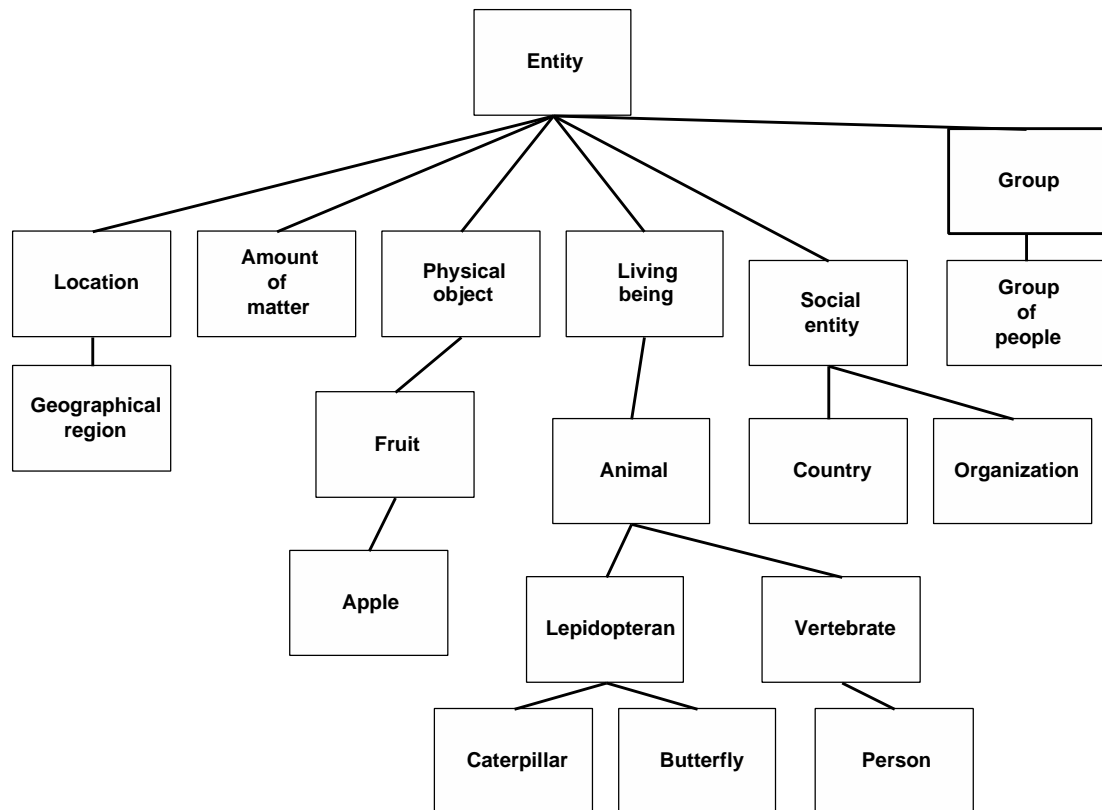 Entity
Group
Location
Amount
of
matter
Physical
object
Living
being
Social
entity
Group
of
people
Geographical
region
Fruit
Animal
Country
Organization
Apple
Lepidopteran
Vertebrate
Caterpillar
Butterfly
Person